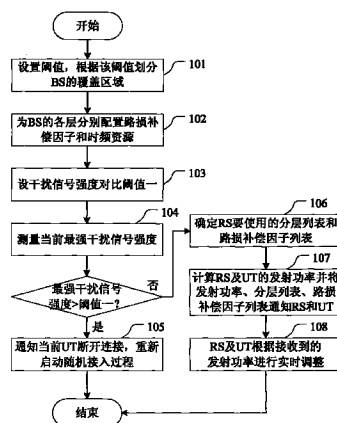 开始
设置阈值，根据该阈值划分
BS的覆盖区域
101
为BS的各层分别配置路损补
偿因子和时频资源
102
设干扰信号强度对比阈值一
103
测量当前最强干扰信号强度
104
最强干扰信号
强度>阈值一?
否
是
通知当前UT断开连接，重新
启动随机接入过程
105
确定RS要使用的分层列表和
路损补偿因子列表
106
计算RS及UT的发射功率并将
发射功率、分层列表、路损
补偿因子列表通知RS和UT
107
RS及UT根据接收到的
发射功率进行实时调整
108
结束